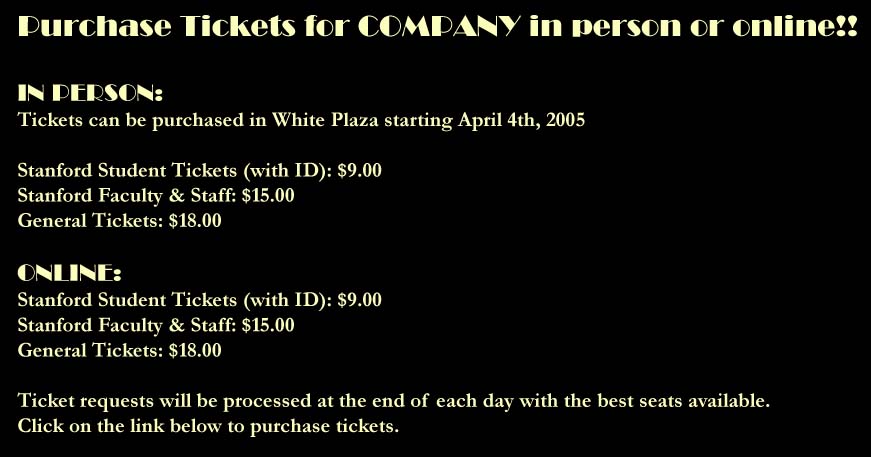 Purchase Tickets for COMPANY in person or online!!
IN PERSON:
Tickets can be purchased in White Plaza starting April 4th, 2005
Stanford Student Tickets (with ID): $9.00
Stanford Faculty & Staff: $15.00
General Tickets: $18.00
ONLINE:
Stanford Student Tickets (with ID): $9.00
Stanford Faculty & Staff: $15.00
General Tickets: $18.00
Ticket requests will be processed at the end of each day with the best seats available.
Click on the link below to purchase tickets.